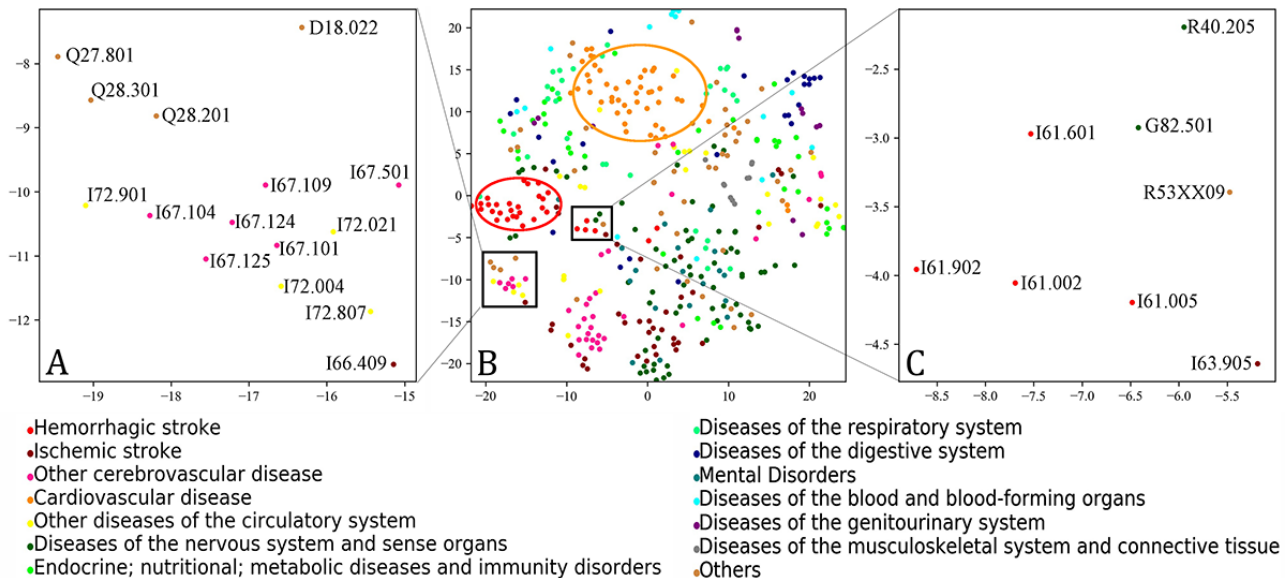 D18.022
Q27.801
Q28.301
Q28.201
I67.109
I67.501
I72.901
I67.104
I67.124
I72.021
I67.101
I67.125
I72.004
I72.807
I66.409
A
−8
−9
−10
−11
−12
−19
−18
−17
−16
−15
B
20
15
10
5
0
−5
−10
−15
−20
−20
−10
0
10
20
R40.205
I61.601
G82.501
R53XX09
I61.902
I61.002
I61.005
I63.905
C
−2.5
−3.0
−3.5
−4.0
−4.5
−8.5
−8.0
−7.5
−7.0
−6.5
−6.0
−5.5
Hemorrhagic stroke
Ischemic stroke
Other cerebrovascular disease
Cardiovascular disease
Other diseases of the circulatory system
Diseases of the nervous system and sense organs
Endocrine; nutritional; metabolic diseases and immunity disorders
Diseases of the respiratory system
Diseases of the digestive system
Mental Disorders
Diseases of the blood and blood-forming organs
Diseases of the genitourinary system
Diseases of the musculoskeletal system and connective tissue
Others